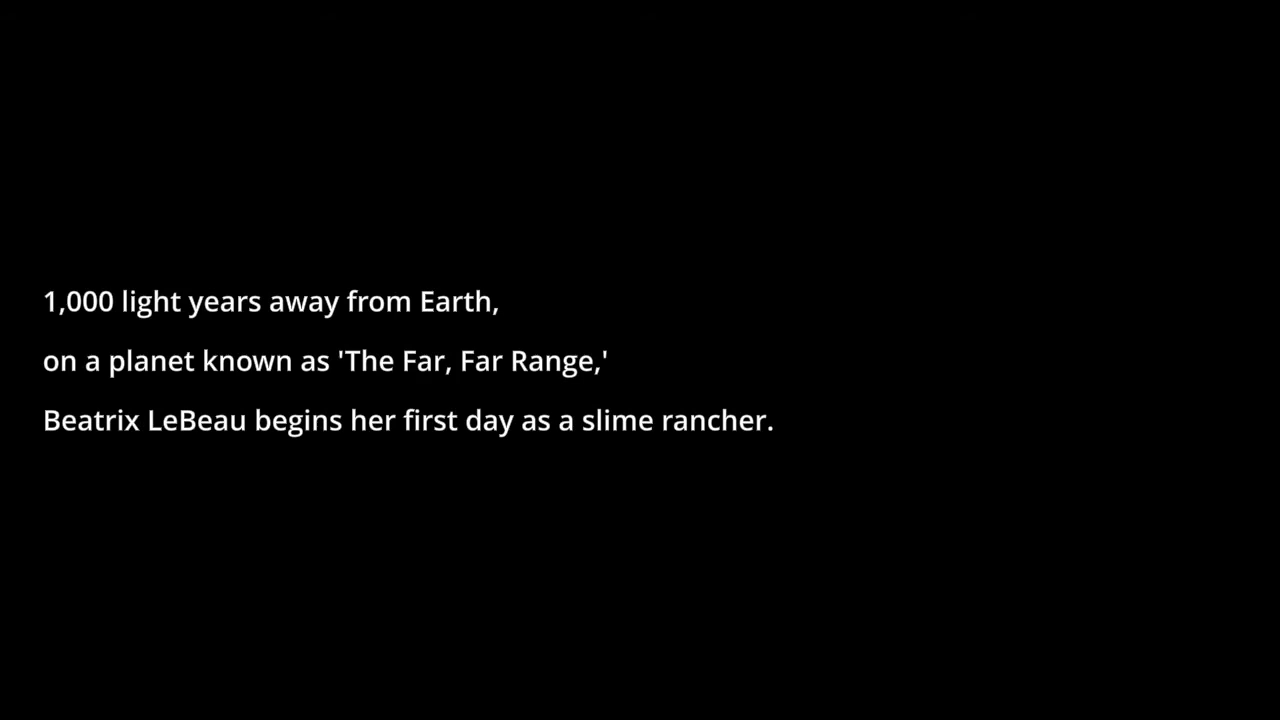 1,000 light years away from Earth,
on a planet known as 'The Far, Far Range,'
Beatrix LeBeau begins her first day as a slime rancher.